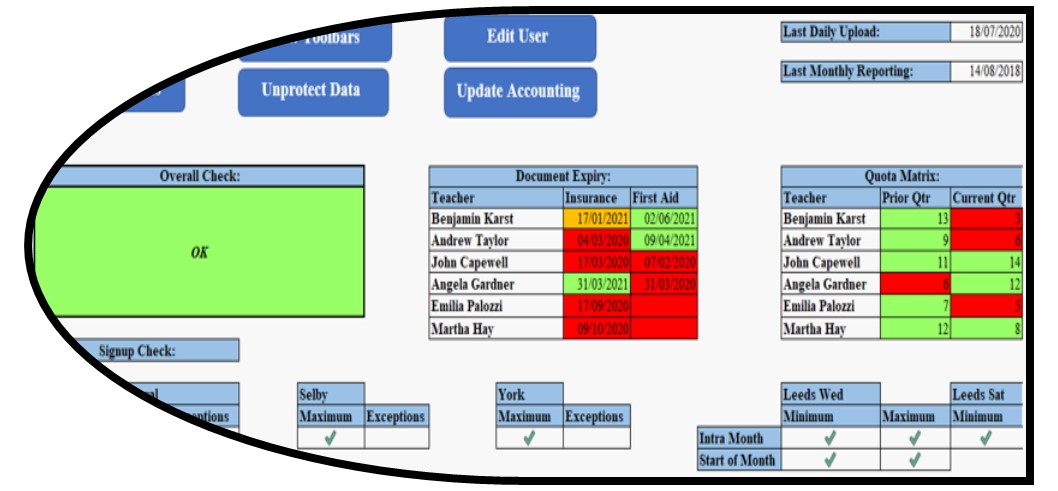 Toolbars Edit User Last Daily Upload: 18/07/2020
Unprotect Data Update Accounting Last Monthly Reporting: 14/08/2018
Overall Check: Document Expiry: Quota Matrix:
Teacher Insurance First Aid Teacher Prior Qtr Current Qtr
Benjamin Karst 17/01/2021 02/06/2021 Benjamin Karst 13 3
Andrew Taylor 04/03/2020 09/04/2021 Andrew Taylor 9 6
OK John Capewell 17/03/2020 07/02/2020 John Capewell 11 14
Angela Gardner 31/03/2021 31/03/2020 Angela Gardner 6 12
Emilia Palozzi 17/09/2020 Emilia Palozzi 7 5
Martha Hay 09/10/2020 Martha Hay 12 8
Signup Check:
Selby York Leeds Wed Leeds Sat
Maximum Exceptions Maximum Exceptions Minimum Maximum Minimum
Intra Month
Start of Month